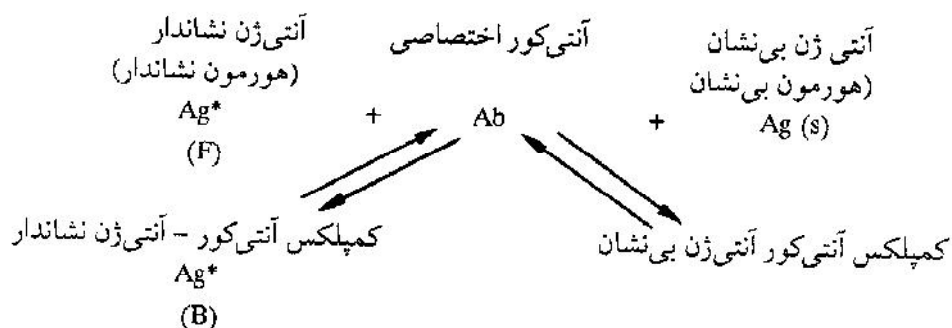 آنتی‌ژن نشاندار
(هورمون نشاندار)
Ag*
(F)
+
آنتی‌کور اختصاصی
Ab
+
آنتی ژن بی‌نشان
(هورمون بی‌نشان
Ag (s)
کمپلکس آنتی‌کور – آنتی‌ژن نشاندار
Ag*
(B)
کمپلکس آنتی‌کور آنتی‌ژن بی‌نشان